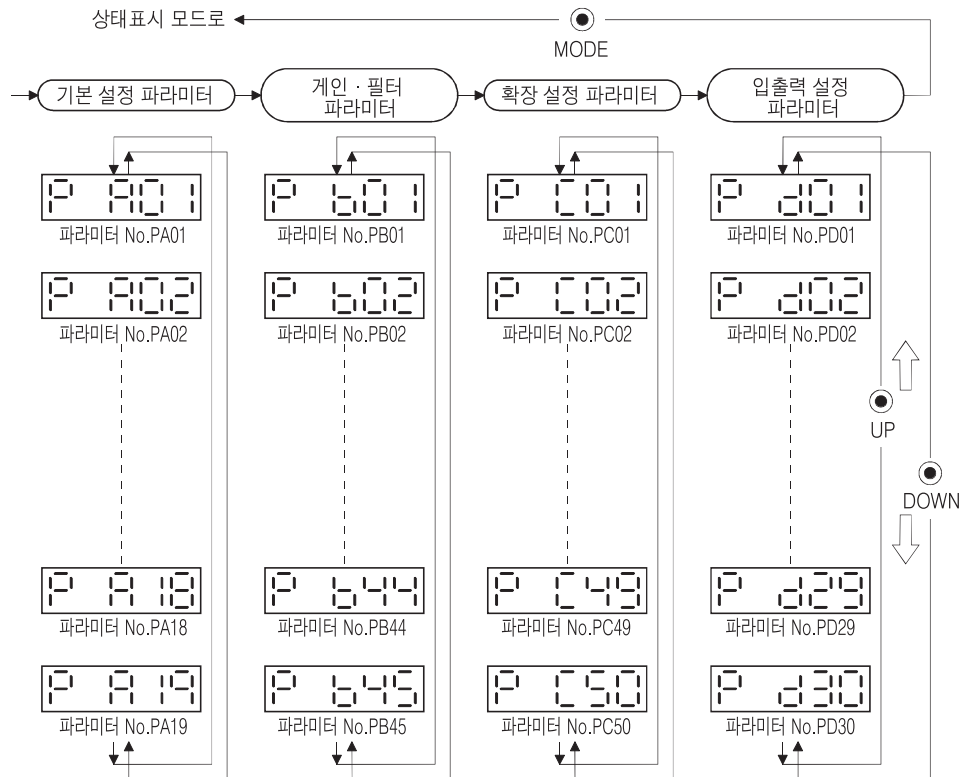 상태표시 모드로
MODE
기본 설정 파라미터
게인 · 필터
파라미터
확장 설정 파라미터
입출력 설정
파라미터
P A01
P b01
P C01
P d01
파라미터 No.PA01
파라미터 No.PB01
파라미터 No.PC01
파라미터 No.PD01
P A02
P b02
P C02
P d02
파라미터 No.PA02
파라미터 No.PB02
파라미터 No.PC02
파라미터 No.PD02
UP
DOWN
P A18
P b44
P C49
P d29
파라미터 No.PA18
파라미터 No.PB44
파라미터 No.PC49
파라미터 No.PD29
P A19
P b45
P C50
P d30
파라미터 No.PA19
파라미터 No.PB45
파라미터 No.PC50
파라미터 No.PD30